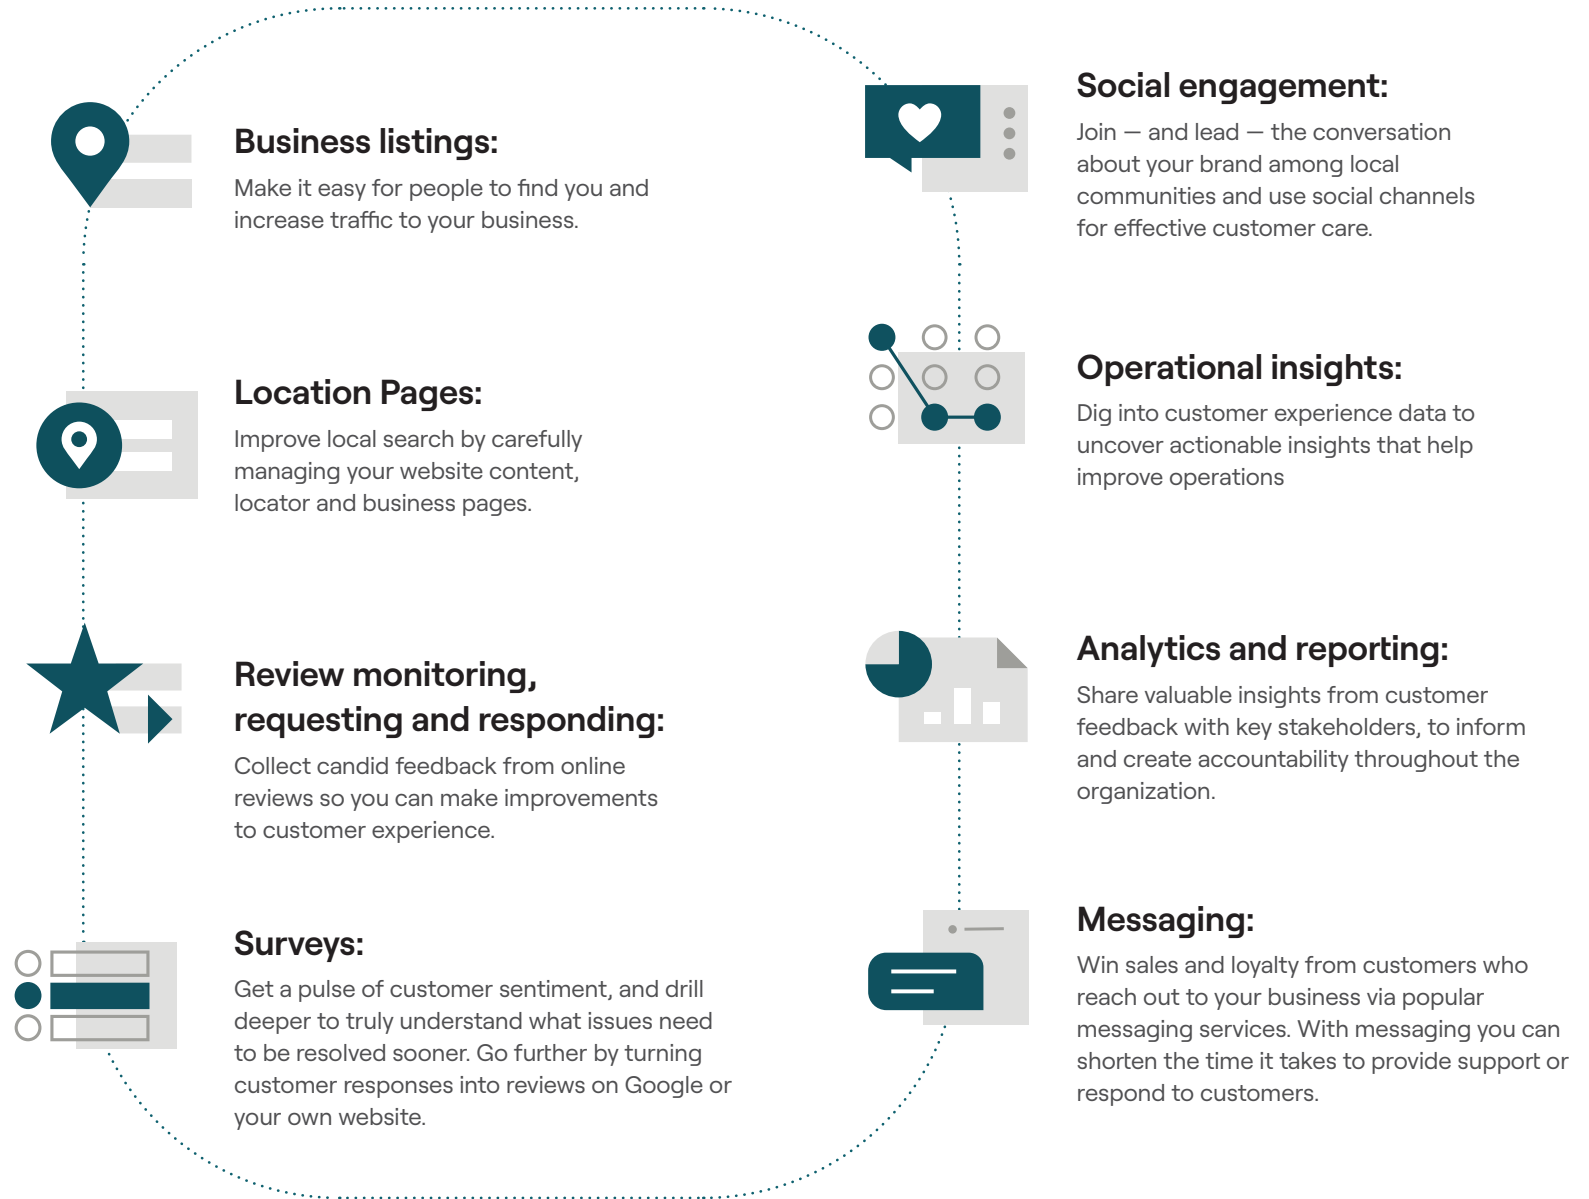 Business listings:
Make it easy for people to find you and
increase traffic to your business.
Location Pages:
Improve local search by carefully
managing your website content,
locator and business pages.
Review monitoring,
requesting and responding:
Collect candid feedback from online
reviews so you can make improvements
to customer experience.
Surveys:
Get a pulse of customer sentiment, and drill
deeper to truly understand what issues need
to be resolved sooner. Go further by turning
customer responses into reviews on Google or
your own website.
Social engagement:
Join — and lead — the conversation
about your brand among local
communities and use social channels
for effective customer care.
Operational insights:
Dig into customer experience data to
uncover actionable insights that help
improve operations
Analytics and reporting:
Share valuable insights from customer
feedback with key stakeholders, to inform
and create accountability throughout the
organization.
Messaging:
Win sales and loyalty from customers who
reach out to your business via popular
messaging services. With messaging you can
shorten the time it takes to provide support or
respond to customers.